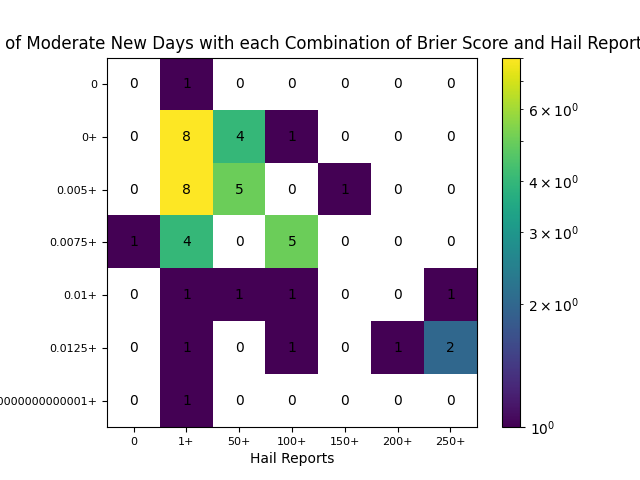 of Moderate New Days with each Combination of Brier Score and Hail Report
0 0 1 0 0 0 0 0
0+ 0 8 4 1 0 0 0
0.005+ 0 8 5 0 1 0 0
0.0075+ 1 4 0 5 0 0 0
0.01+ 0 1 1 1 0 0 1
0.0125+ 0 1 0 1 0 1 2
0000000000001+ 0 1 0 0 0 0 0
0 1+ 50+ 100+ 150+ 200+ 250+
Hail Reports
6×10⁰
4×10⁰
3×10⁰
2×10⁰
10⁰